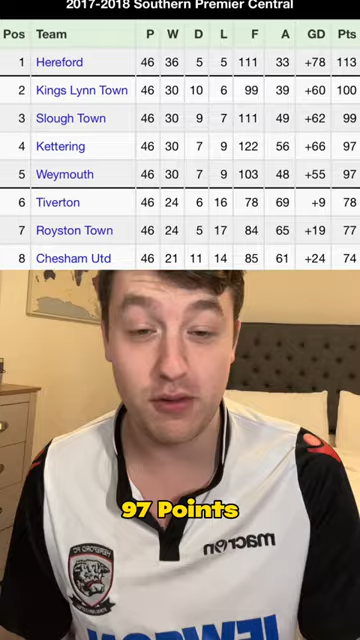 2017-2018 Southern Premier Central
Pos Team P W D L F A GD Pts
1 Hereford 46 36 5 5 111 33 +78 113
2 Kings Lynn Town 46 30 10 6 99 39 +60 100
3 Slough Town 46 30 9 7 111 49 +62 99
4 Kettering 46 30 7 9 122 56 +66 97
5 Weymouth 46 30 7 9 103 48 +55 97
6 Tiverton 46 24 6 16 78 69 +9 78
7 Royston Town 46 24 5 17 84 65 +19 77
8 Chesham Utd 46 21 11 14 85 61 +24 74
97 Points
macron
HEREFORD FC